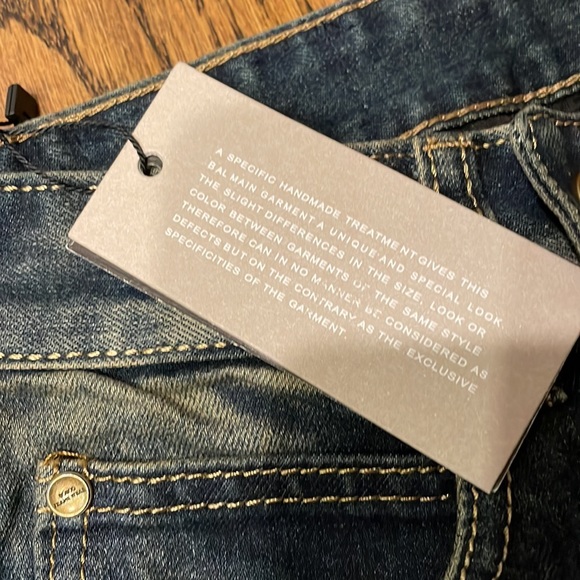 A SPECIFIC HANDMADE TREATMENT GIVES THIS
BALMAIN GARMENT A UNIQUE AND SPECIAL LOOK.
THE SLIGHT DIFFERENCES IN THE SIZE, LOOK OR
COLOR BETWEEN GARMENTS OF THE SAME STYLE
THEREFORE CAN IN NO MANNER BE CONSIDERED AS
DEFECTS BUT ON THE CONTRARY AS THE EXCLUSIVE
SPECIFICITIES OF THE GARMENT.